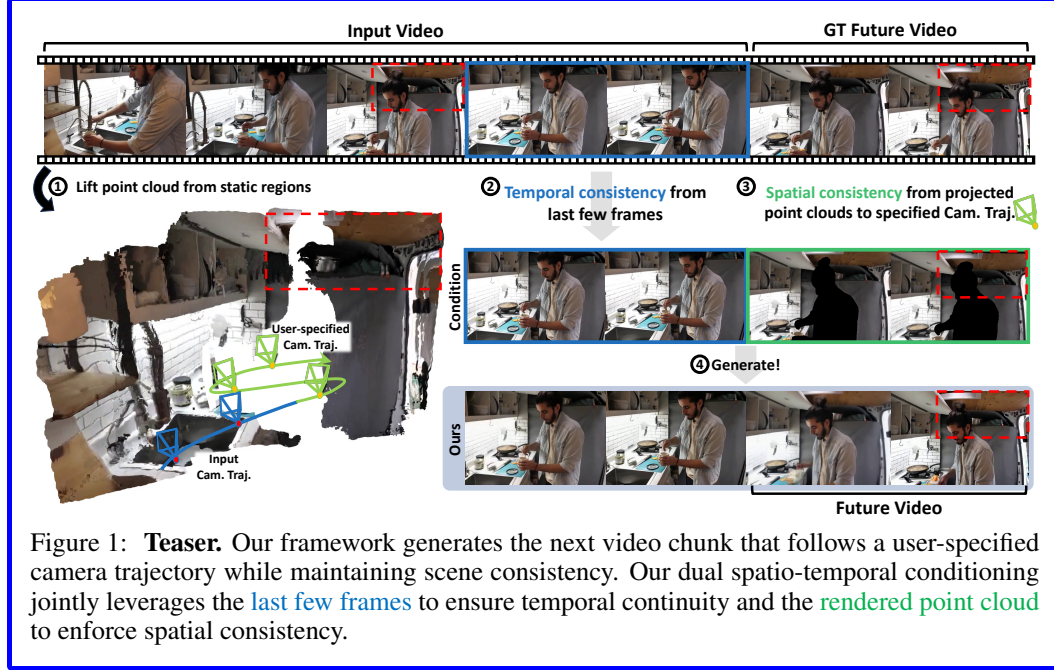 Input Video
GT Future Video
① Lift point cloud from static regions
② Temporal consistency from
last few frames
③ Spatial consistency from projected
point clouds to specified Cam. Traj.
User-specified
Cam. Traj.
Input
Cam. Traj.
Condition
④ Generate!
Ours
Future Video
Figure 1: Teaser. Our framework generates the next video chunk that follows a user-specified
camera trajectory while maintaining scene consistency. Our dual spatio-temporal conditioning
jointly leverages the last few frames to ensure temporal continuity and the rendered point cloud
to enforce spatial consistency.